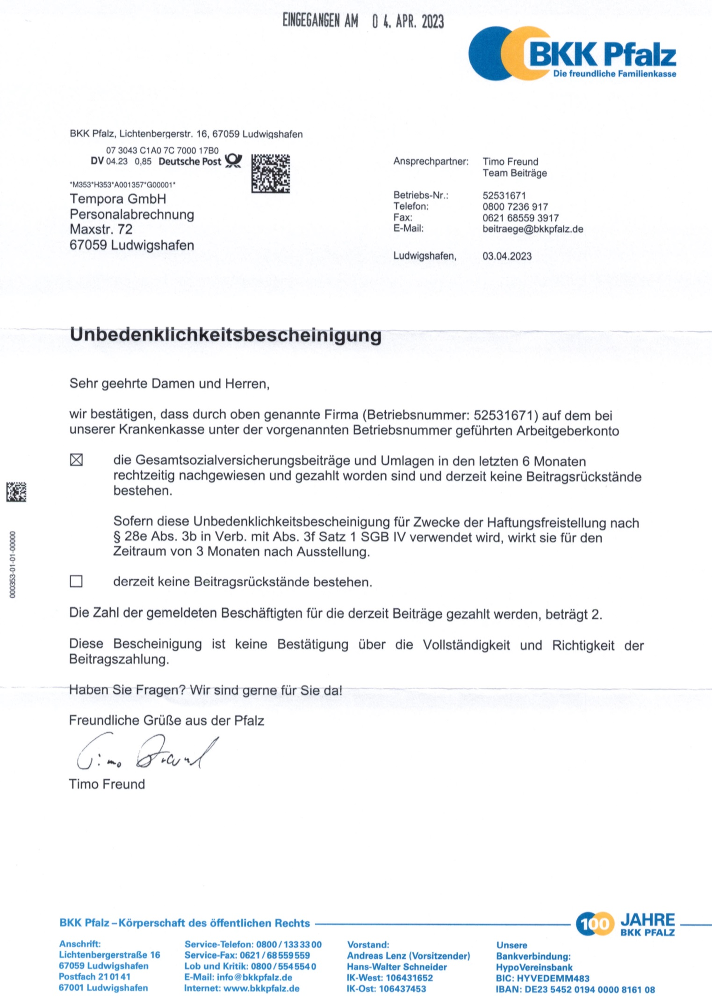 EINGEGANGEN AM 04. APR. 2023
BKK Pfalz
Die freundliche Familienkasse
BKK Pfalz, Lichtenbergerstr. 16, 67059 Ludwigshafen
07 3043 C1A0 7C 7000 17B0
DV 04.23 0,85 Deutsche Post
*M353*H353*A001357*G00001*
Tempora GmbH
Personalabrechnung
Maxstr. 72
67059 Ludwigshafen
Ansprechpartner: Timo Freund
Team Beiträge
Betriebs-Nr.: 52531671
Telefon: 0800 7236 917
Fax: 0621 68559 3917
E-Mail: beitraege@bkkpfalz.de
Ludwigshafen, 03.04.2023
Unbedenklichkeitsbescheinigung
Sehr geehrte Damen und Herren,
wir bestätigen, dass durch oben genannte Firma (Betriebsnummer: 52531671) auf dem bei
unserer Krankenkasse unter der vorgenannten Betriebsnummer geführten Arbeitgeberkonto
☒ die Gesamtsozialversicherungsbeiträge und Umlagen in den letzten 6 Monaten
rechtzeitig nachgewiesen und gezahlt worden sind und derzeit keine Beitragsrückstände
bestehen.
Sofern diese Unbedenklichkeitsbescheinigung für Zwecke der Haftungsfreistellung nach
§ 28e Abs. 3b in Verb. mit Abs. 3f Satz 1 SGB IV verwendet wird, wirkt sie für den
Zeitraum von 3 Monaten nach Ausstellung.
☐ derzeit keine Beitragsrückstände bestehen.
000353-01-01-00000
Die Zahl der gemeldeten Beschäftigten für die derzeit Beiträge gezahlt werden, beträgt 2.
Diese Bescheinigung ist keine Bestätigung über die Vollständigkeit und Richtigkeit der
Beitragszahlung.
Haben Sie Fragen? Wir sind gerne für Sie da!
Freundliche Grüße aus der Pfalz
Timo Freund
Timo Freund
BKK Pfalz – Körperschaft des öffentlichen Rechts
100 JAHRE
BKK PFALZ
Anschrift:
Lichtenbergerstraße 16
67059 Ludwigshafen
Postfach 21 01 41
67001 Ludwigshafen
Service-Telefon: 0800 / 133 33 00
Service-Fax: 0621 / 68 559 559
Lob und Kritik: 0800 / 554 554 0
E-Mail: info@bkkpfalz.de
Internet: www.bkkpfalz.de
Vorstand:
Andreas Lenz (Vorsitzender)
Hans-Walter Schneider
IK-West: 106431652
IK-Ost: 106437453
Unsere
Bankverbindung:
HypoVereinsbank
BIC: HYVEDEMM483
IBAN: DE23 5452 0194 0000 8161 08